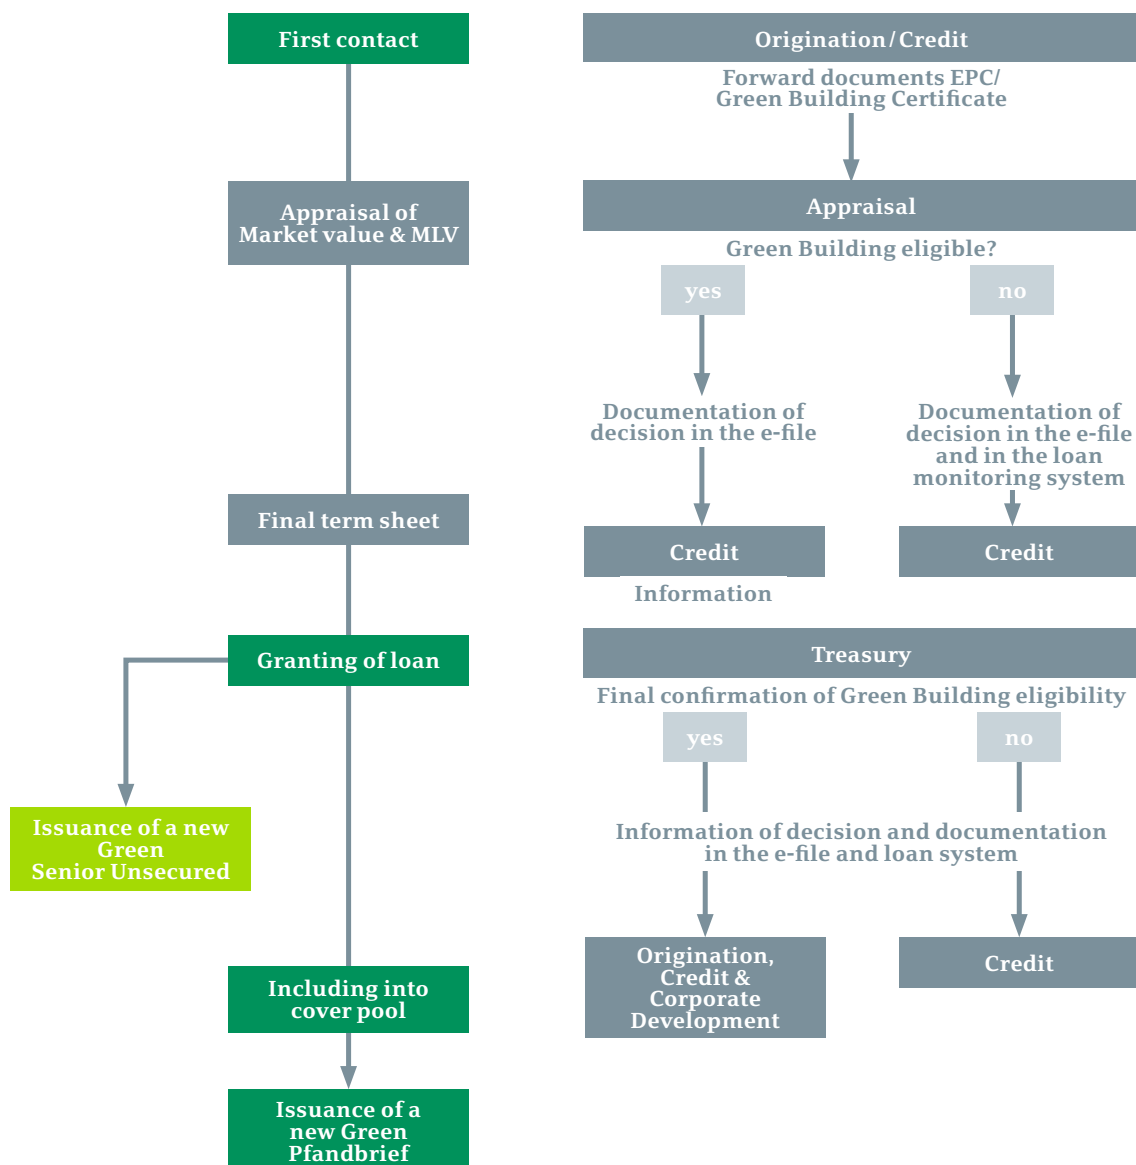 First contact
Appraisal of
Market value & MLV
Final term sheet
Granting of loan
Issuance of a new
Green
Senior Unsecured
Including into
cover pool
Issuance of a
new Green
Pfandbrief
Origination / Credit
Forward documents EPC/
Green Building Certificate
Appraisal
Green Building eligible?
yes
no
Documentation of
decision in the e-file
Documentation of
decision in the e-file
and in the loan
monitoring system
Credit
Credit
Information
Treasury
Final confirmation of Green Building eligibility
yes
no
Information of decision and documentation
in the e-file and loan system
Origination,
Credit &
Corporate
Development
Credit